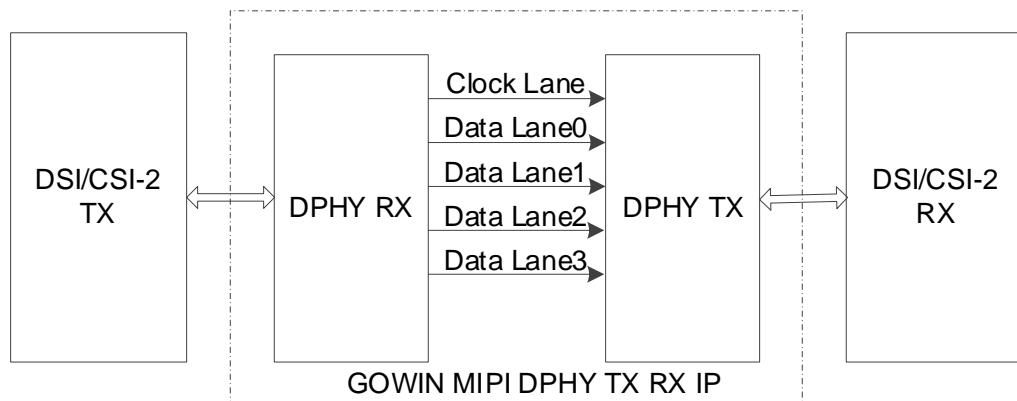 DSI/CSI-2
TX
DPHY RX
Clock Lane
Data Lane0
Data Lane1
Data Lane2
Data Lane3
DPHY TX
DSI/CSI-2
RX
GOWIN MIPI DPHY TX RX IP